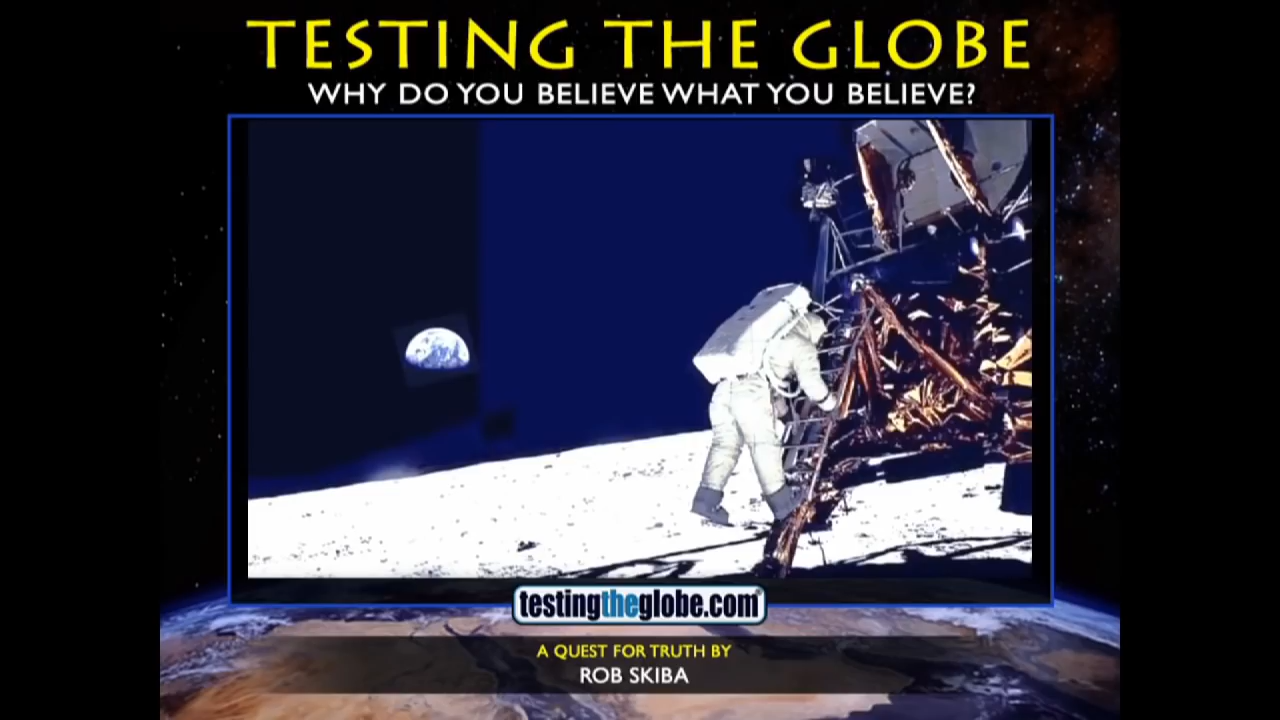 TESTING THE GLOBE
WHY DO YOU BELIEVE WHAT YOU BELIEVE?
testingtheglobe.com®
A QUEST FOR TRUTH BY
ROB SKIBA